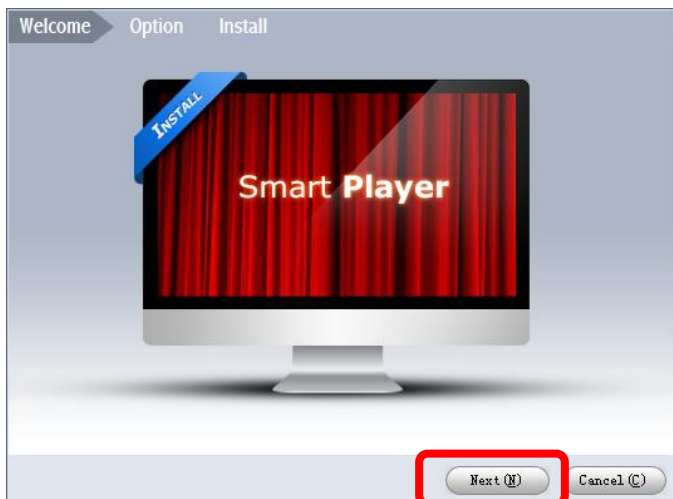 Welcome Option Install
INSTALL
Smart Player
Next(N) Cancel(C)